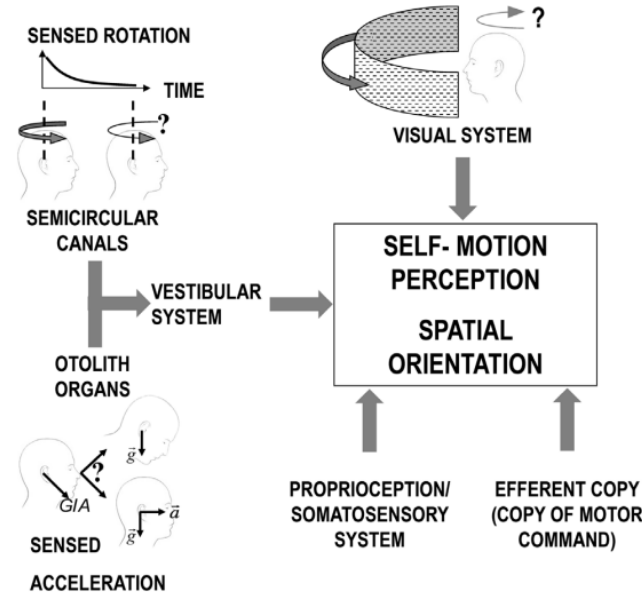 SENSED ROTATION
TIME
?
SEMICIRCULAR
CANALS
VESTIBULAR
SYSTEM
OTOLITH
ORGANS
g
?
GIA
g
a
SENSED
ACCELERATION
?
VISUAL SYSTEM
SELF- MOTION
PERCEPTION
SPATIAL
ORIENTATION
PROPRIOCEPTION/
SOMATOSENSORY
SYSTEM
EFFERENT COPY
(COPY OF MOTOR
COMMAND)